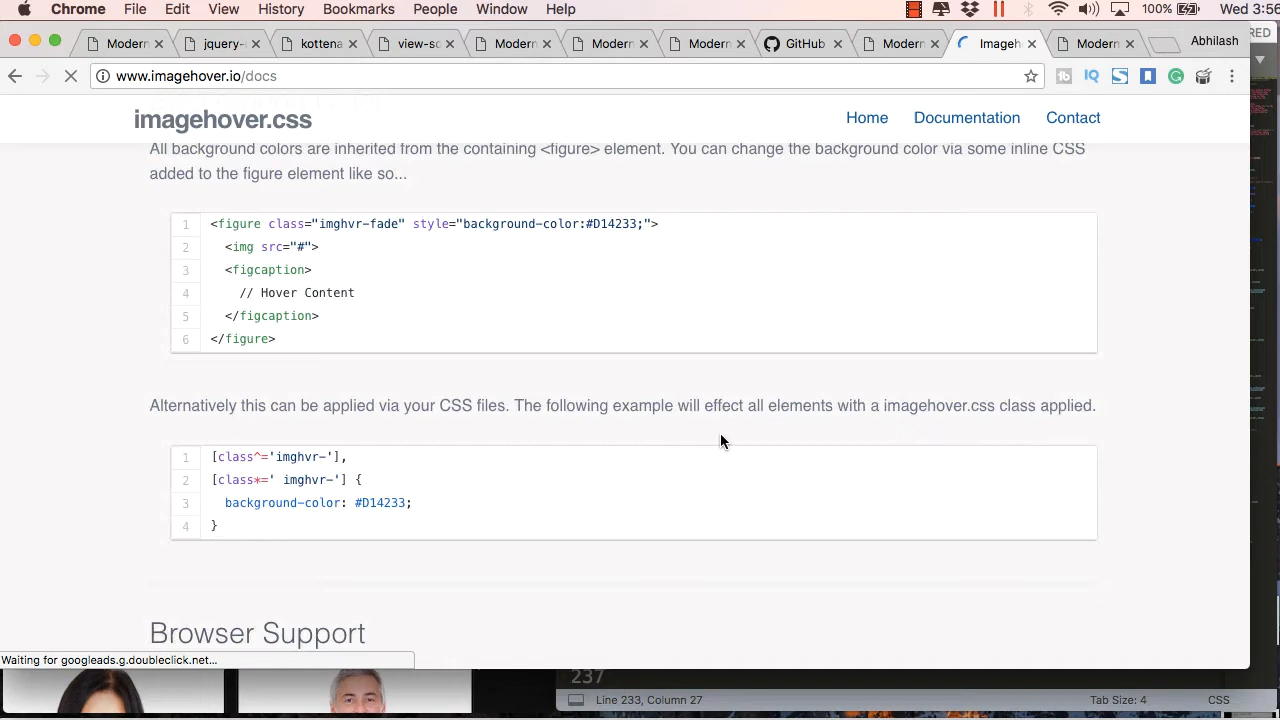 Chrome File Edit View History Bookmarks People Window Help 100% Wed 3:56
Modern jquery- kottena view-so Modern Modern Modern GitHub Modern Imageh Modern Abhilash
www.imagehover.io/docs
imagehover.css Home Documentation Contact
All background colors are inherited from the containing <figure> element. You can change the background color via some inline CSS
added to the figure element like so...
1 <figure class="imghvr-fade" style="background-color:#D14233;">
2 <img src="#">
3 <figcaption>
4 // Hover Content
5 </figcaption>
6 </figure>
Alternatively this can be applied via your CSS files. The following example will effect all elements with a imagehover.css class applied.
1 [class^='imghvr-'],
2 [class*=' imghvr-'] {
3 background-color: #D14233;
4 }
Browser Support
Waiting for googleads.g.doubleclick.net...
237
Line 233, Column 27 Tab Size: 4 CSS